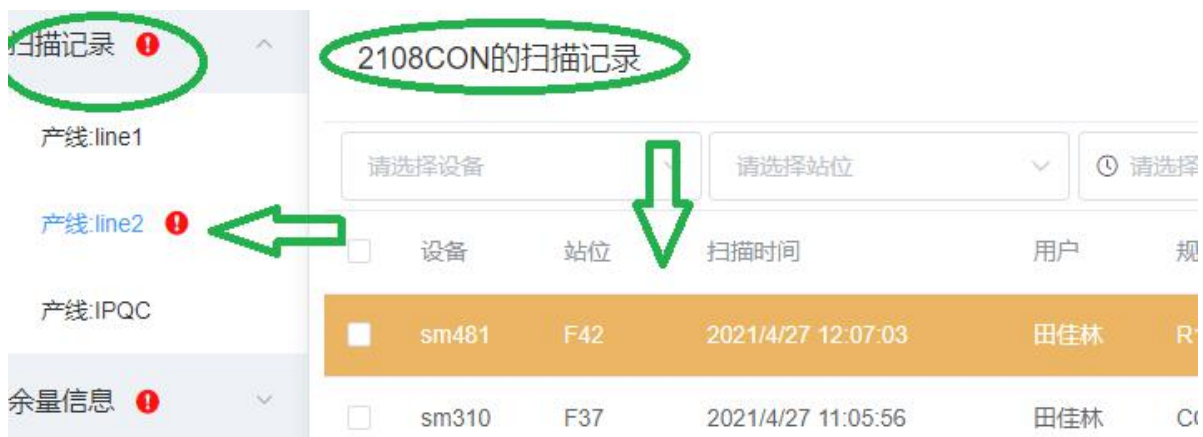 扫描记录
产线:line1
产线:line2
产线:IPQC
余量信息
2108CON的扫描记录
请选择设备 请选择站位 请选择
设备 站位 扫描时间 用户 规
sm481 F42 2021/4/27 12:07:03 田佳林
sm310 F37 2021/4/27 11:05:56 田佳林